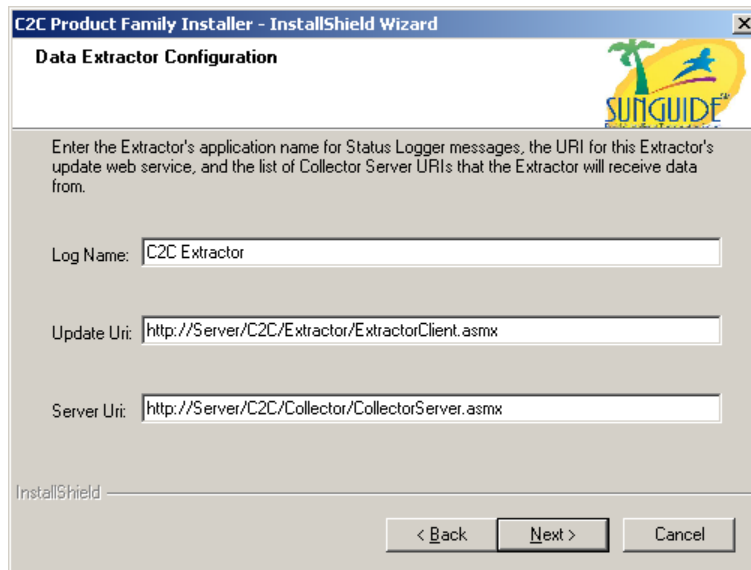 C2C Product Family Installer - InstallShield Wizard
Data Extractor Configuration
SUNGUIDE
Enter the Extractor's application name for Status Logger messages, the URI for this Extractor's
update web service, and the list of Collector Server URIs that the Extractor will receive data
from.
Log Name: C2C Extractor
Update Uri: http://Server/C2C/Extractor/ExtractorClient.asmx
Server Uri: http://Server/C2C/Collector/CollectorServer.asmx
InstallShield
< Back Next > Cancel